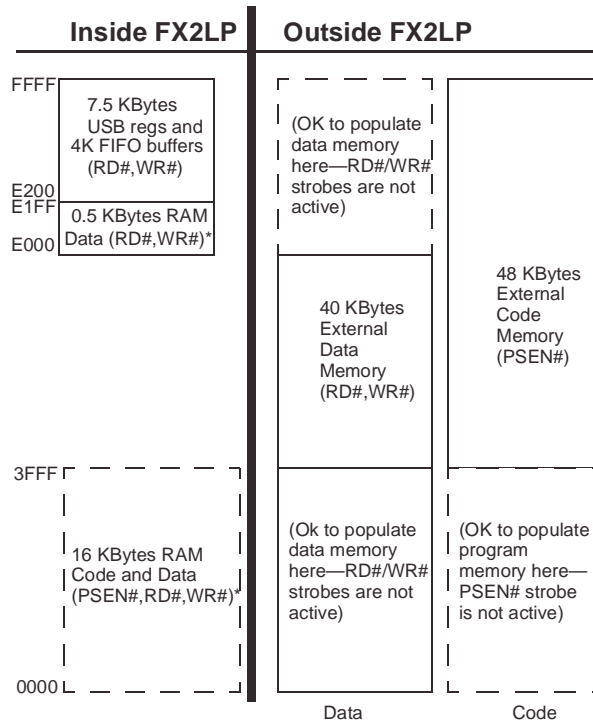 Inside FX2LP
Outside FX2LP
FFFF
7.5 KBytes
USB regs and
4K FIFO buffers
(RD#,WR#)
E200
E1FF
0.5 KBytes RAM
Data (RD#,WR#)*
E000
(OK to populate
data memory
here—RD#/WR#
strobes are not
active)
40 KBytes
External
Data
Memory
(RD#,WR#)
48 KBytes
External
Code
Memory
(PSEN#)
3FFF
16 KBytes RAM
Code and Data
(PSEN#,RD#,WR#)*
0000
(Ok to populate
data memory
here—RD#/WR#
strobes are not
active)
(OK to populate
program
memory here—
PSEN# strobe
is not active)
Data
Code